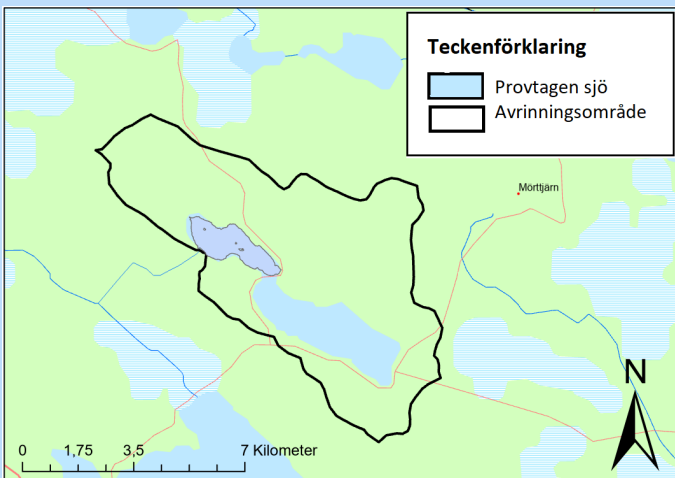 Teckenförklaring
Provtagen sjö
Avrinningsområde
Mörttjärn
N
0 1,75 3,5 7 Kilometer